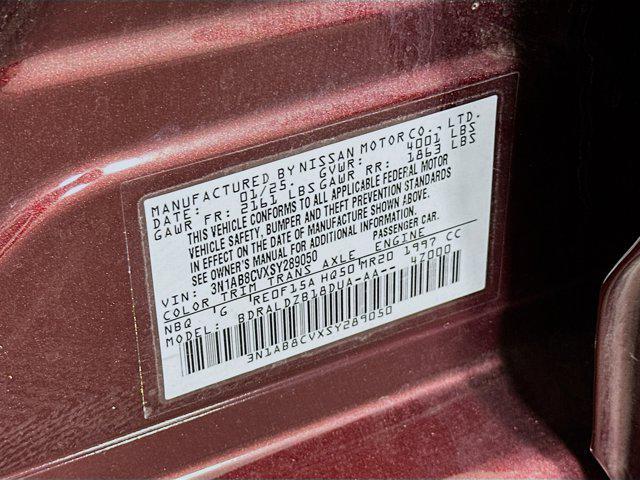 MANUFACTURED BY NISSAN MOTOR CO., LTD.
DATE: 01/25 GVWR: 4001 LBS
GAWR FR: 2161 LBS GAWR RR: 1863 LBS
THIS VEHICLE CONFORMS TO ALL APPLICABLE FEDERAL MOTOR
VEHICLE SAFETY, BUMPER AND THEFT PREVENTION STANDARDS
IN EFFECT ON THE DATE OF MANUFACTURE SHOWN ABOVE.
SEE OWNER'S MANUAL FOR ADDITIONAL INFORMATION.
VIN: 3N1AB8CVXSY289050 PASSENGER CAR.
COLOR TRIM TRANS AXLE ENGINE
NBQ G RE0F15A HQ50 MR20 1997 CC
MODEL: BDRALDZB18DUA-AA-- 47000
3N1AB8CVXSY289050